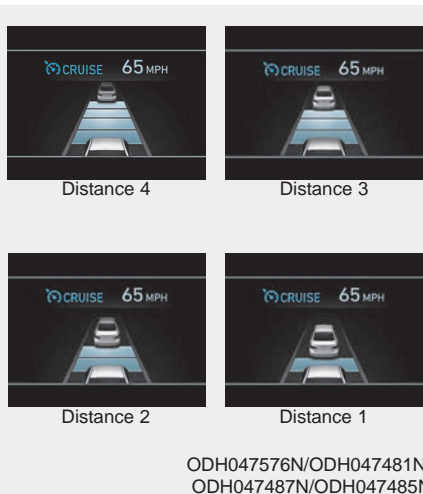 CRUISE 65 MPH
CRUISE 65 MPH
Distance 4
Distance 3
CRUISE 65 MPH
CRUISE 65 MPH
Distance 2
Distance 1
ODH047576N/ODH047481N
ODH047487N/ODH047485N